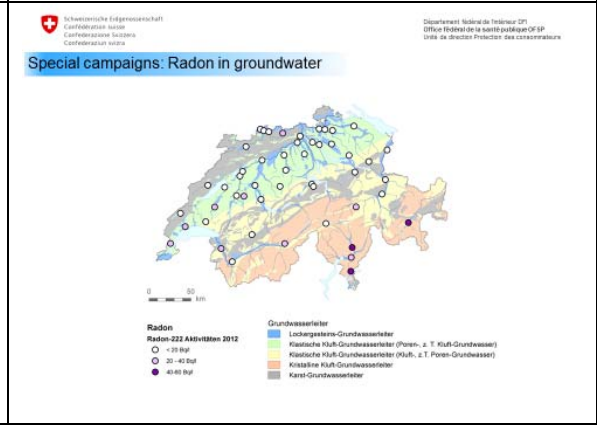 Schweizerische Eidgenossenschaft
Confédération suisse
Confederazione Svizzera
Confederaziun svizra
Département fédéral de l'intérieur DFI
Office fédéral de la santé publique OFSP
Unité de direction Protection des consommateurs
Special campaigns: Radon in groundwater
0 50
km
Radon
Radon-222 Aktivitäten 2012
< 20 Bq/l
20 - 40 Bq/l
40-60 Bq/l
Grundwasserleiter
Lockergesteins-Grundwasserleiter
Klastische Kluft-Grundwasserleiter (Poren-, z. T. Kluft-Grundwasser)
Klastische Kluft-Grundwasserleiter (Kluft-, z.T. Poren-Grundwasser)
Kristalline Kluft-Grundwasserleiter
Karst-Grundwasserleiter